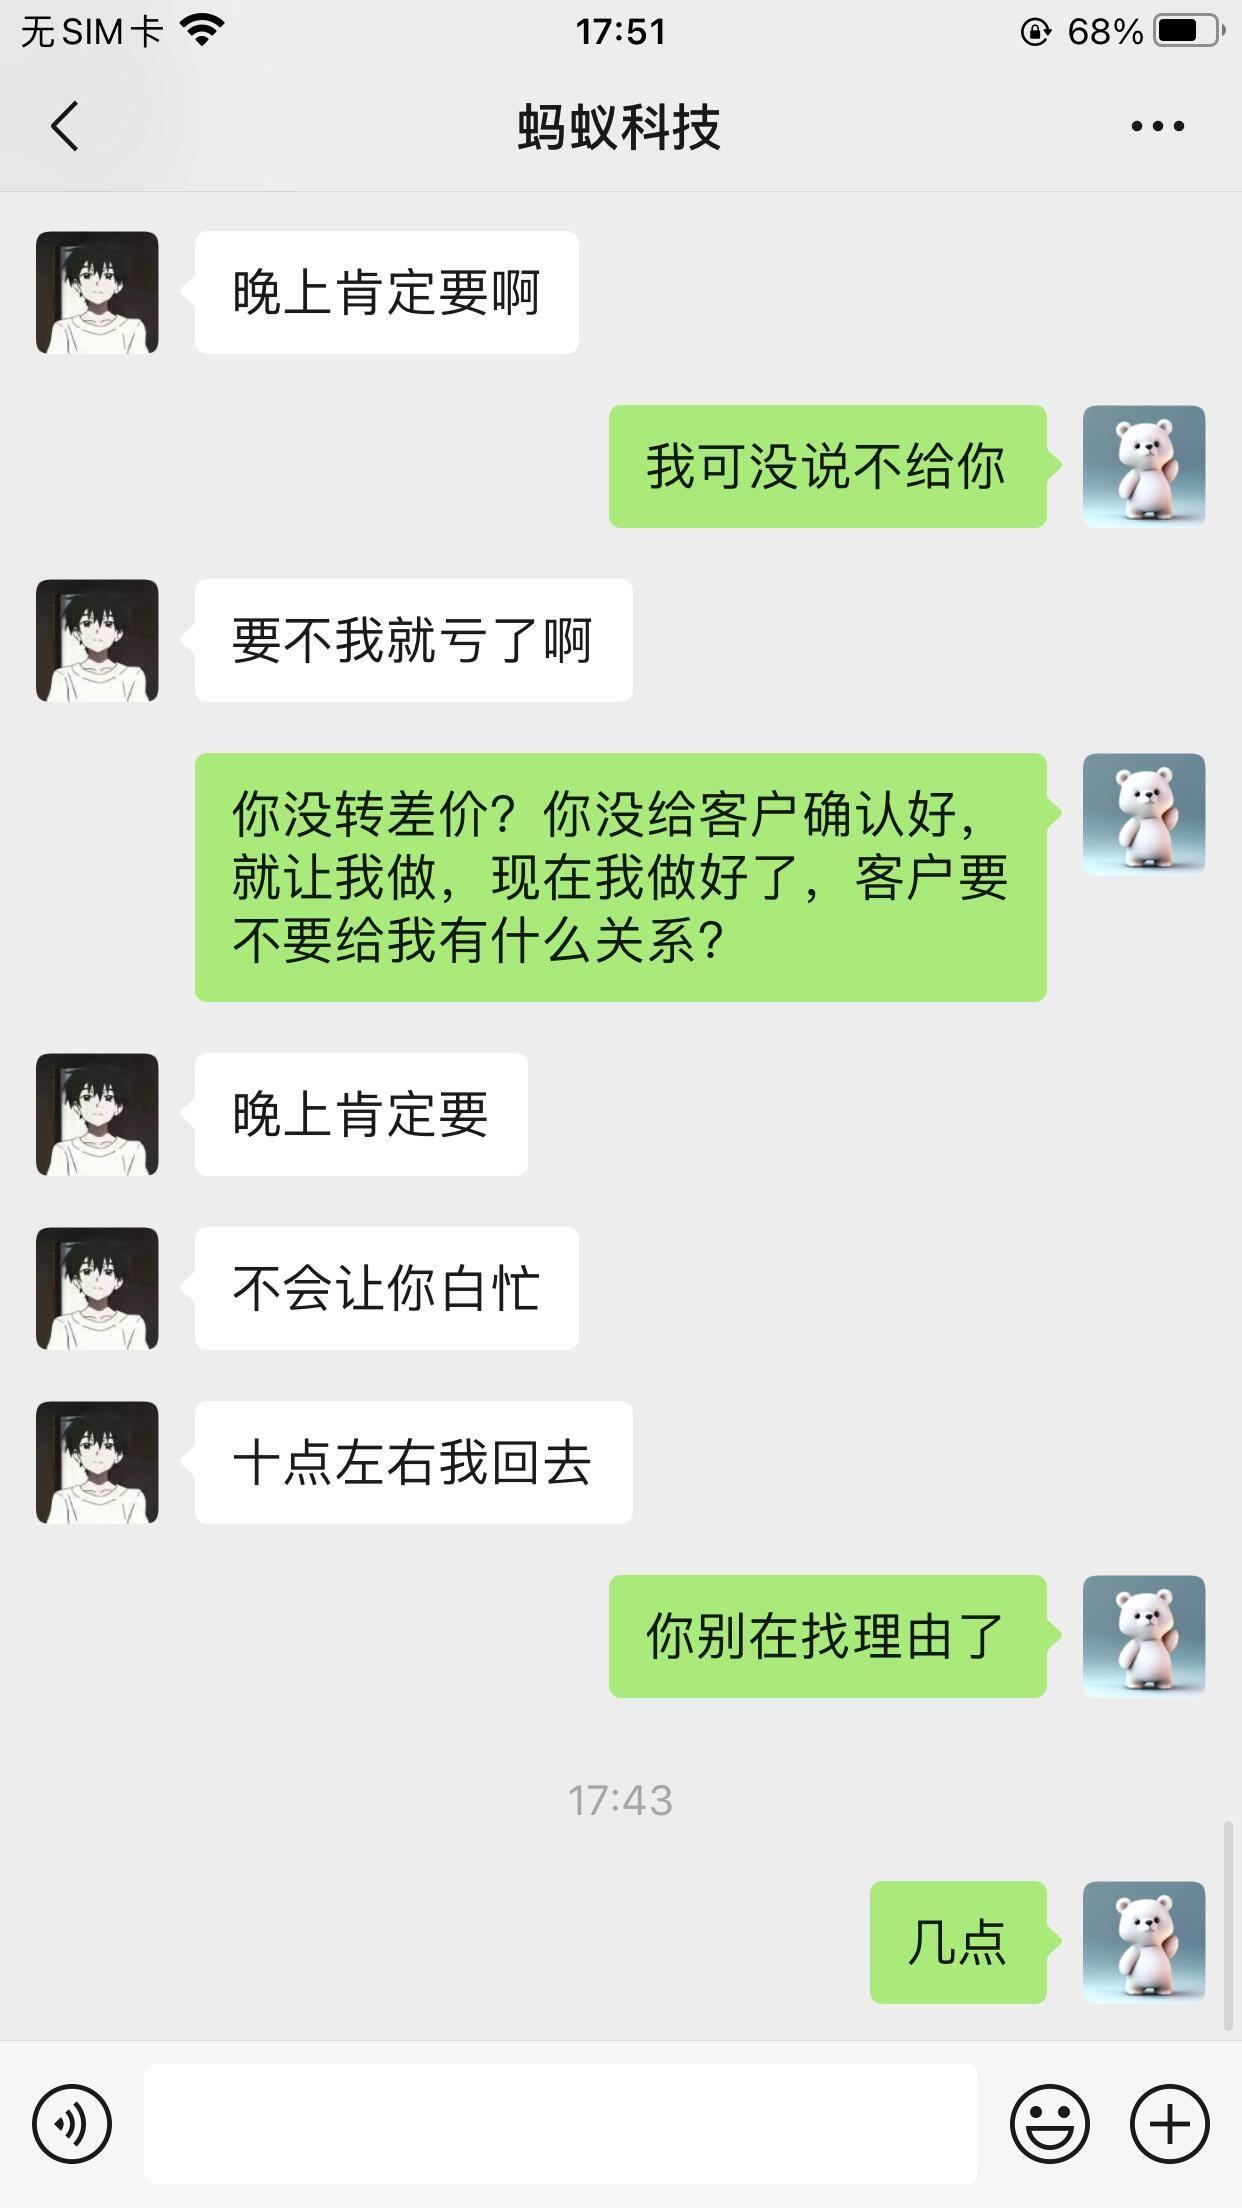 无SIM卡 17:51 68%
蚂蚁科技
晚上肯定要啊
我可没说不给你
要不我就亏了啊
你没转差价？你没给客户确认好，
就让我做，现在我做好了，客户要
不要给我有什么关系？
晚上肯定要
不会让你白忙
十点左右我回去
你别在找理由了
17:43
几点